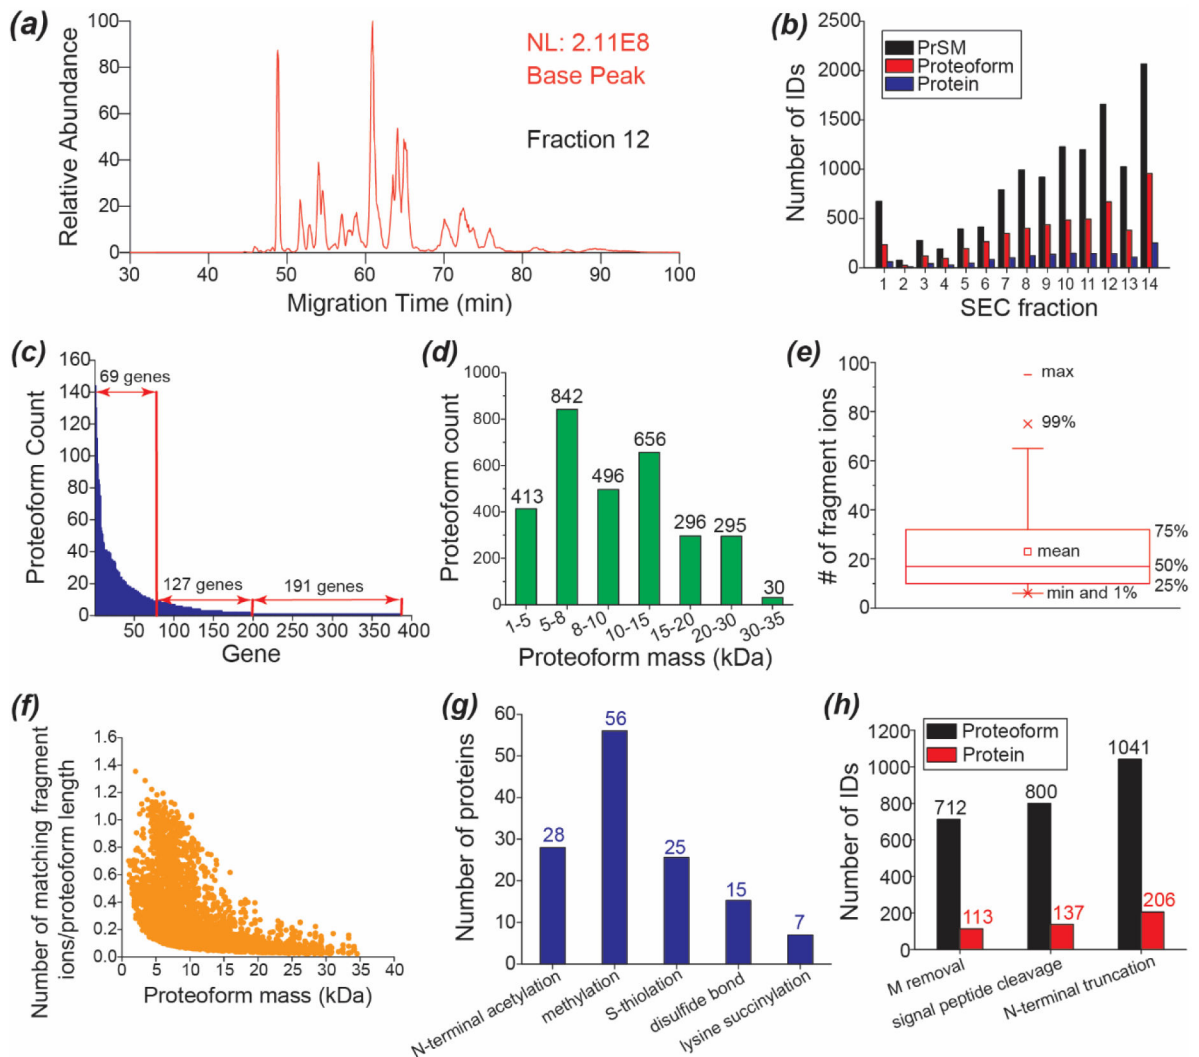 (a)
100
80
60
40
20
0
Relative Abundance
NL: 2.11E8
Base Peak
Fraction 12
30 40 50 60 70 80 90 100
Migration Time (min)
(b)
2500
2000
1500
1000
500
0
Number of IDs
PrSM
Proteoform
Protein
1 2 3 4 5 6 7 8 9 10 11 12 13 14
SEC fraction
(c)
160
140
120
100
80
60
40
20
0
Proteoform Count
69 genes
127 genes
191 genes
50 100 150 200 250 300 350 400
Gene
(d)
1000
800
600
400
200
0
Proteoform count
413
842
496
656
296
295
30
1-5
5-8
8-10
10-15
15-20
20-30
30-35
Proteoform mass (kDa)
(e)
100
80
60
40
20
0
# of fragment ions
max
99%
75%
mean
50%
25%
min and 1%
(f)
1.6
1.4
1.2
1.0
0.8
0.6
0.4
0.2
0.0
Number of matching fragment
ions/proteoform length
0 5 10 15 20 25 30 35 40
Proteoform mass (kDa)
(g)
60
50
40
30
20
10
0
Number of proteins
28
56
25
15
7
N-terminal acetylation
methylation
S-thiolation
disulfide bond
lysine succinylation
(h)
1200
1000
800
600
400
200
0
Number of IDs
Proteoform
Protein
712
113
800
137
1041
206
M removal
signal peptide cleavage
N-terminal truncation